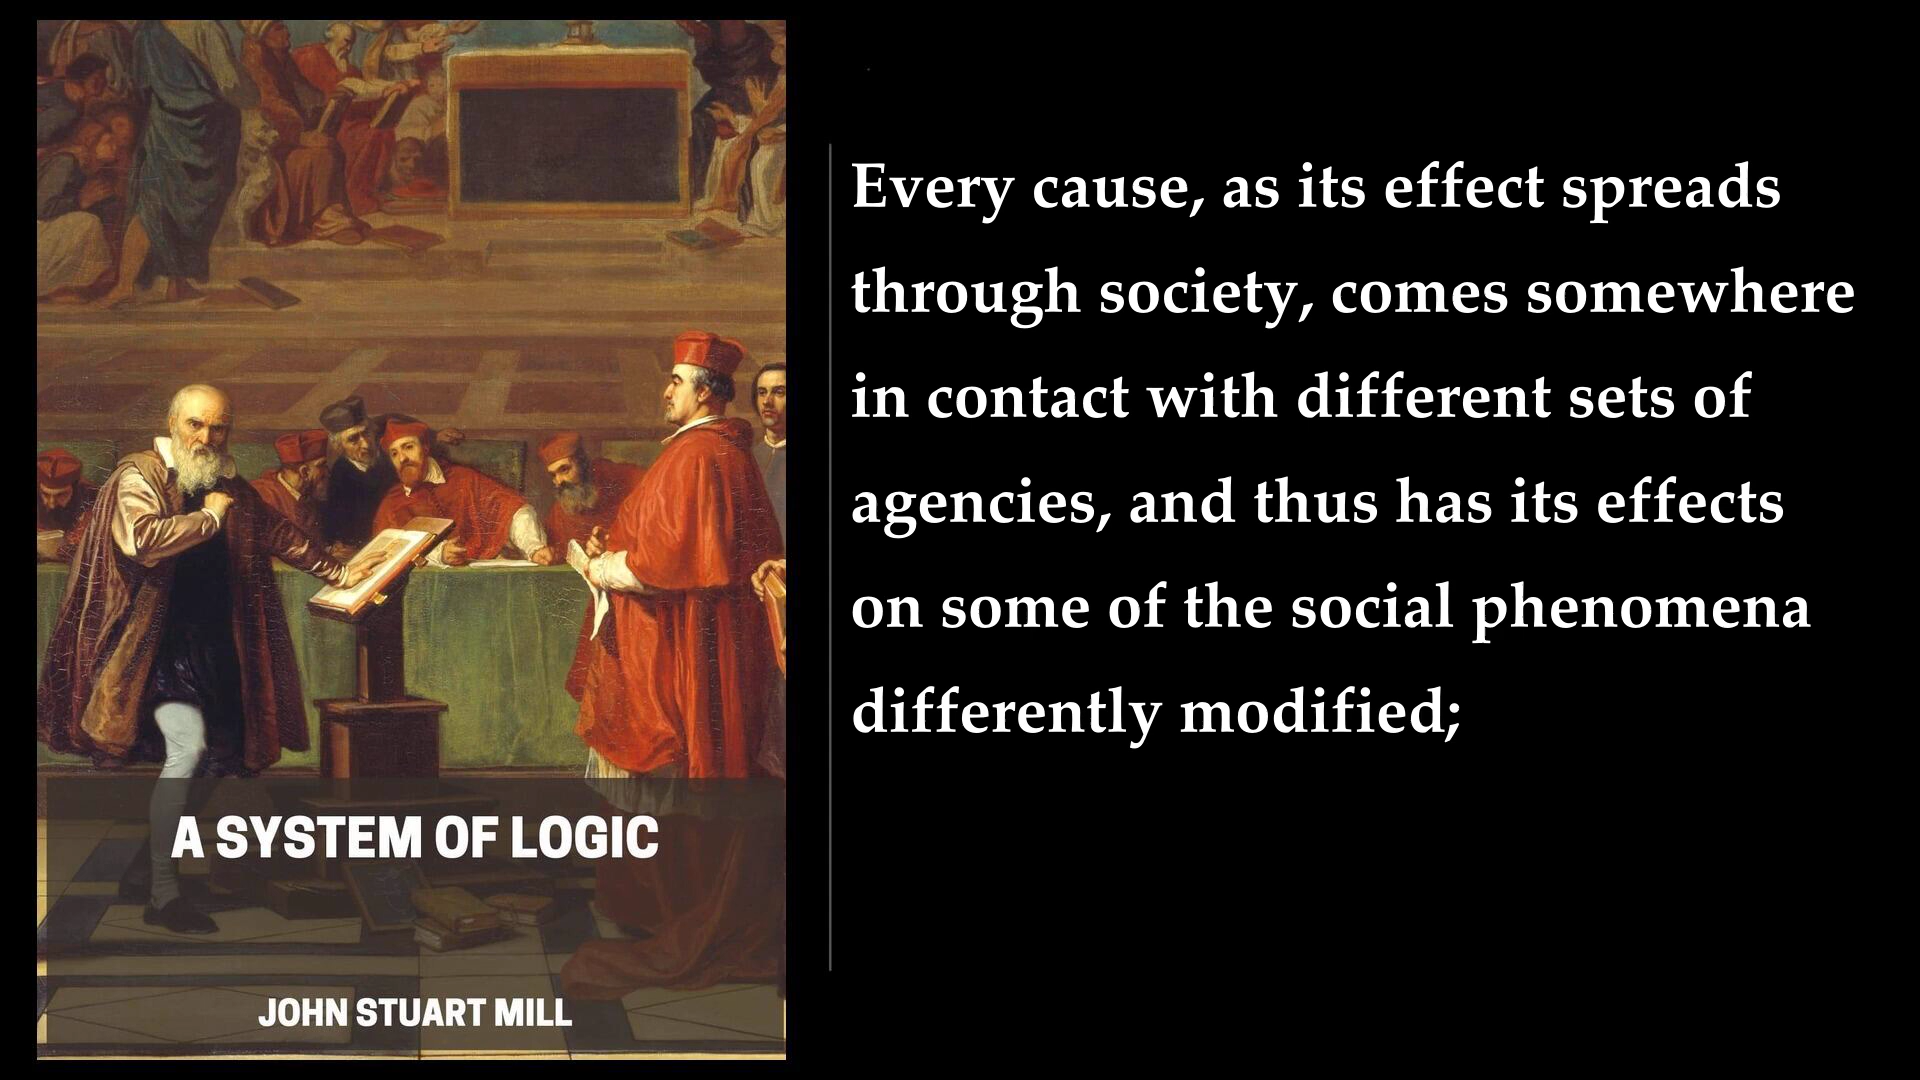 A SYSTEM OF LOGIC
JOHN STUART MILL
Every cause, as its effect spreads
through society, comes somewhere
in contact with different sets of
agencies, and thus has its effects
on some of the social phenomena
differently modified;